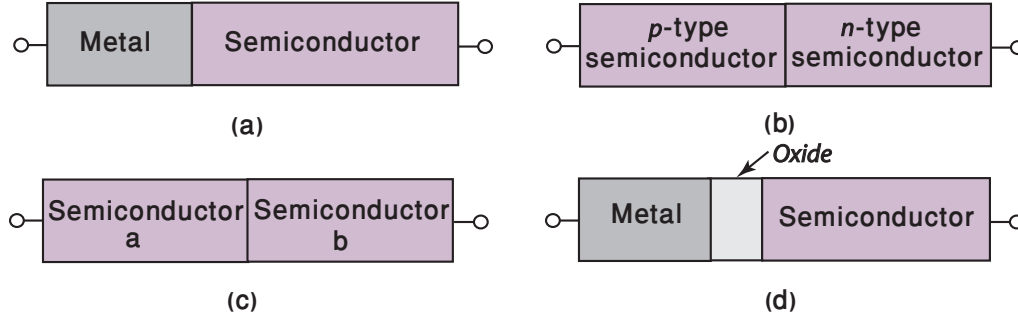 Metal
Semiconductor
(a)
p-type
semiconductor
n-type
semiconductor
(b)
Semiconductor
a
Semiconductor
b
(c)
Oxide
Metal
Semiconductor
(d)